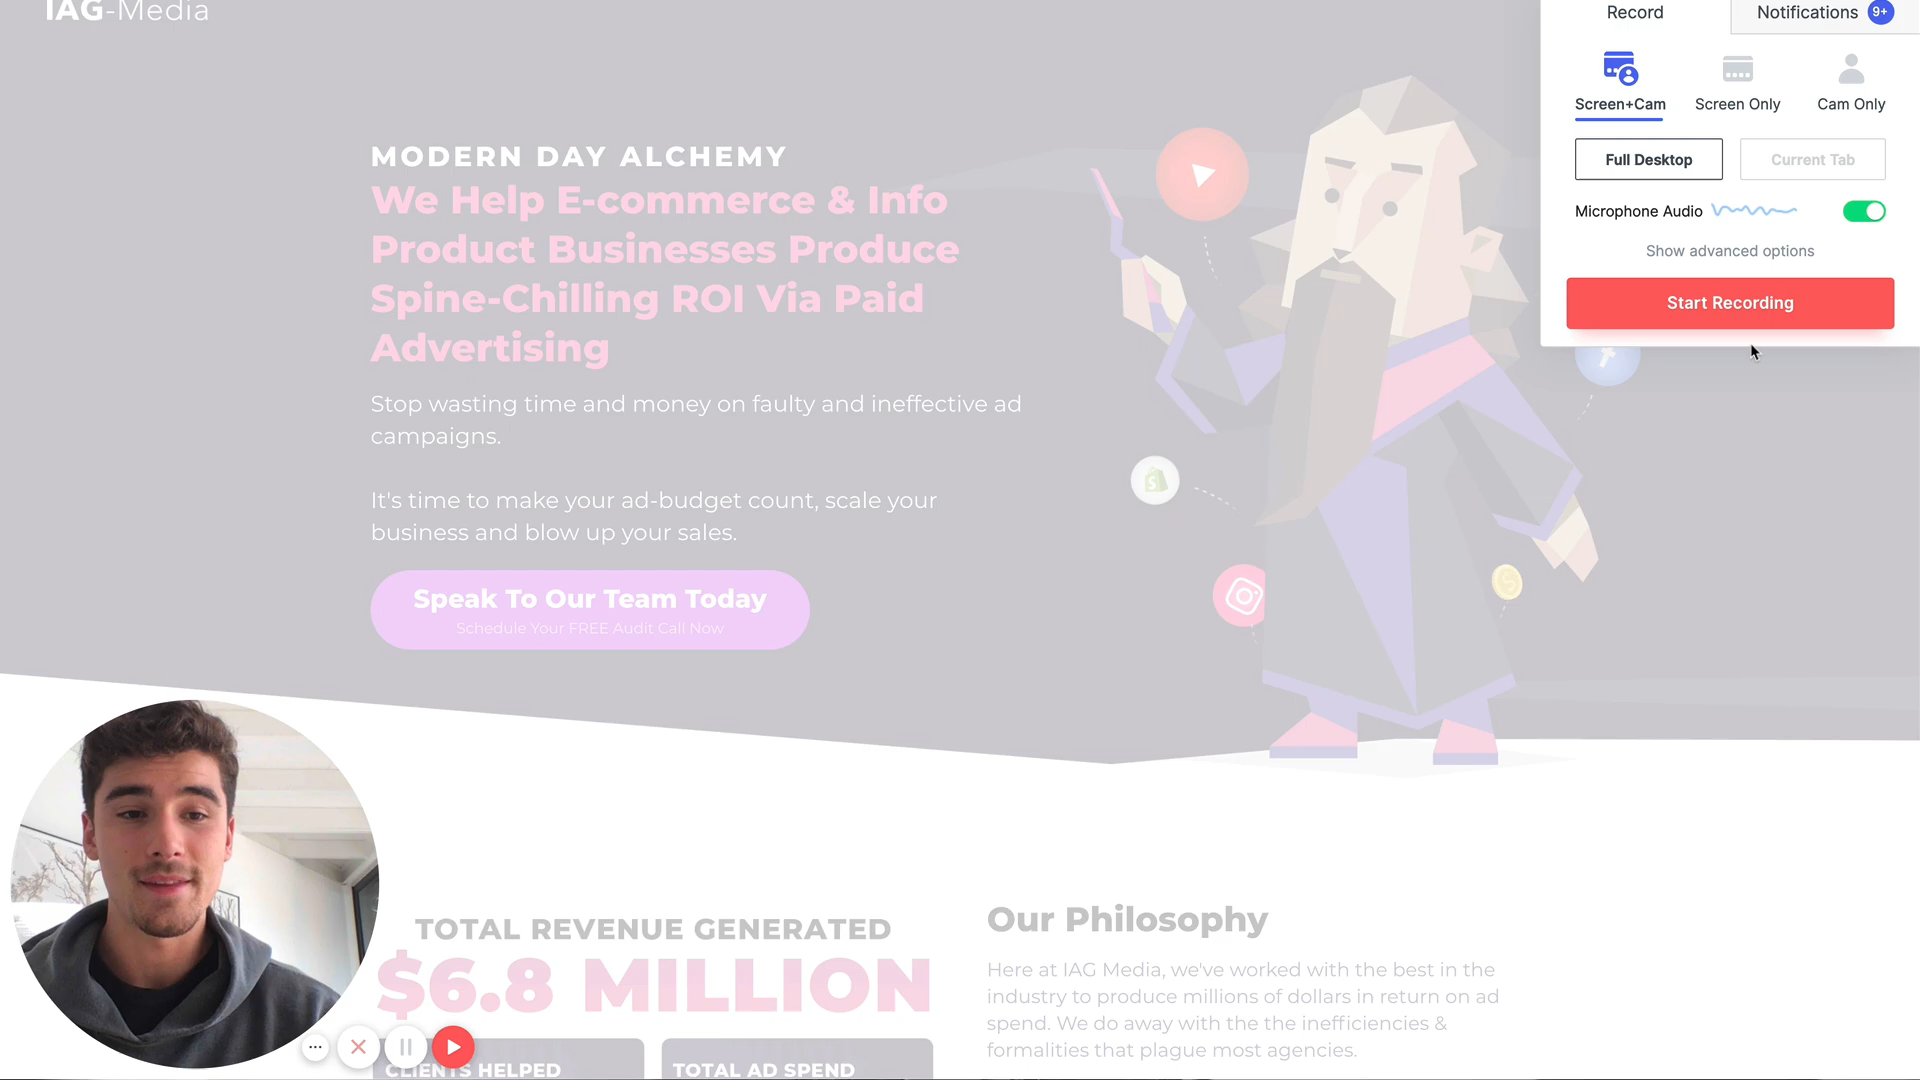 IAG-Media
Record
Notifications 9+
Screen+Cam
Screen Only
Cam Only
Full Desktop
Current Tab
Microphone Audio
Show advanced options
Start Recording
MODERN DAY ALCHEMY
We Help E-commerce & Info
Product Businesses Produce
Spine-Chilling ROI Via Paid
Advertising
Stop wasting time and money on faulty and ineffective ad
campaigns.
It's time to make your ad-budget count, scale your
business and blow up your sales.
Speak To Our Team Today
Schedule Your FREE Audit Call Now
TOTAL REVENUE GENERATED
$6.8 MILLION
CLIENTS HELPED
TOTAL AD SPEND
Our Philosophy
Here at IAG Media, we've worked with the best in the
industry to produce millions of dollars in return on ad
spend. We do away with the the inefficiencies &
formalities that plague most agencies.